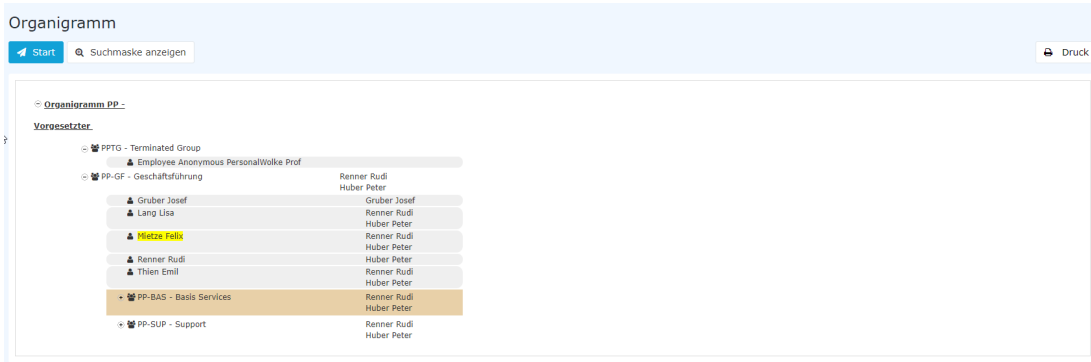 Organigramm
Start Suchmaske anzeigen Druck
Organigramm PP -
Vorgesetzter
PPTG - Terminated Group
Employee Anonymous PersonalWolke Prof
PP-GF - Geschäftsführung Renner Rudi
Huber Peter
Gruber Josef Gruber Josef
Lang Lisa Renner Rudi
Huber Peter
Mietze Felix Renner Rudi
Huber Peter
Renner Rudi Huber Peter
Thien Emil Renner Rudi
Huber Peter
PP-BAS - Basis Services Renner Rudi
Huber Peter
PP-SUP - Support Renner Rudi
Huber Peter